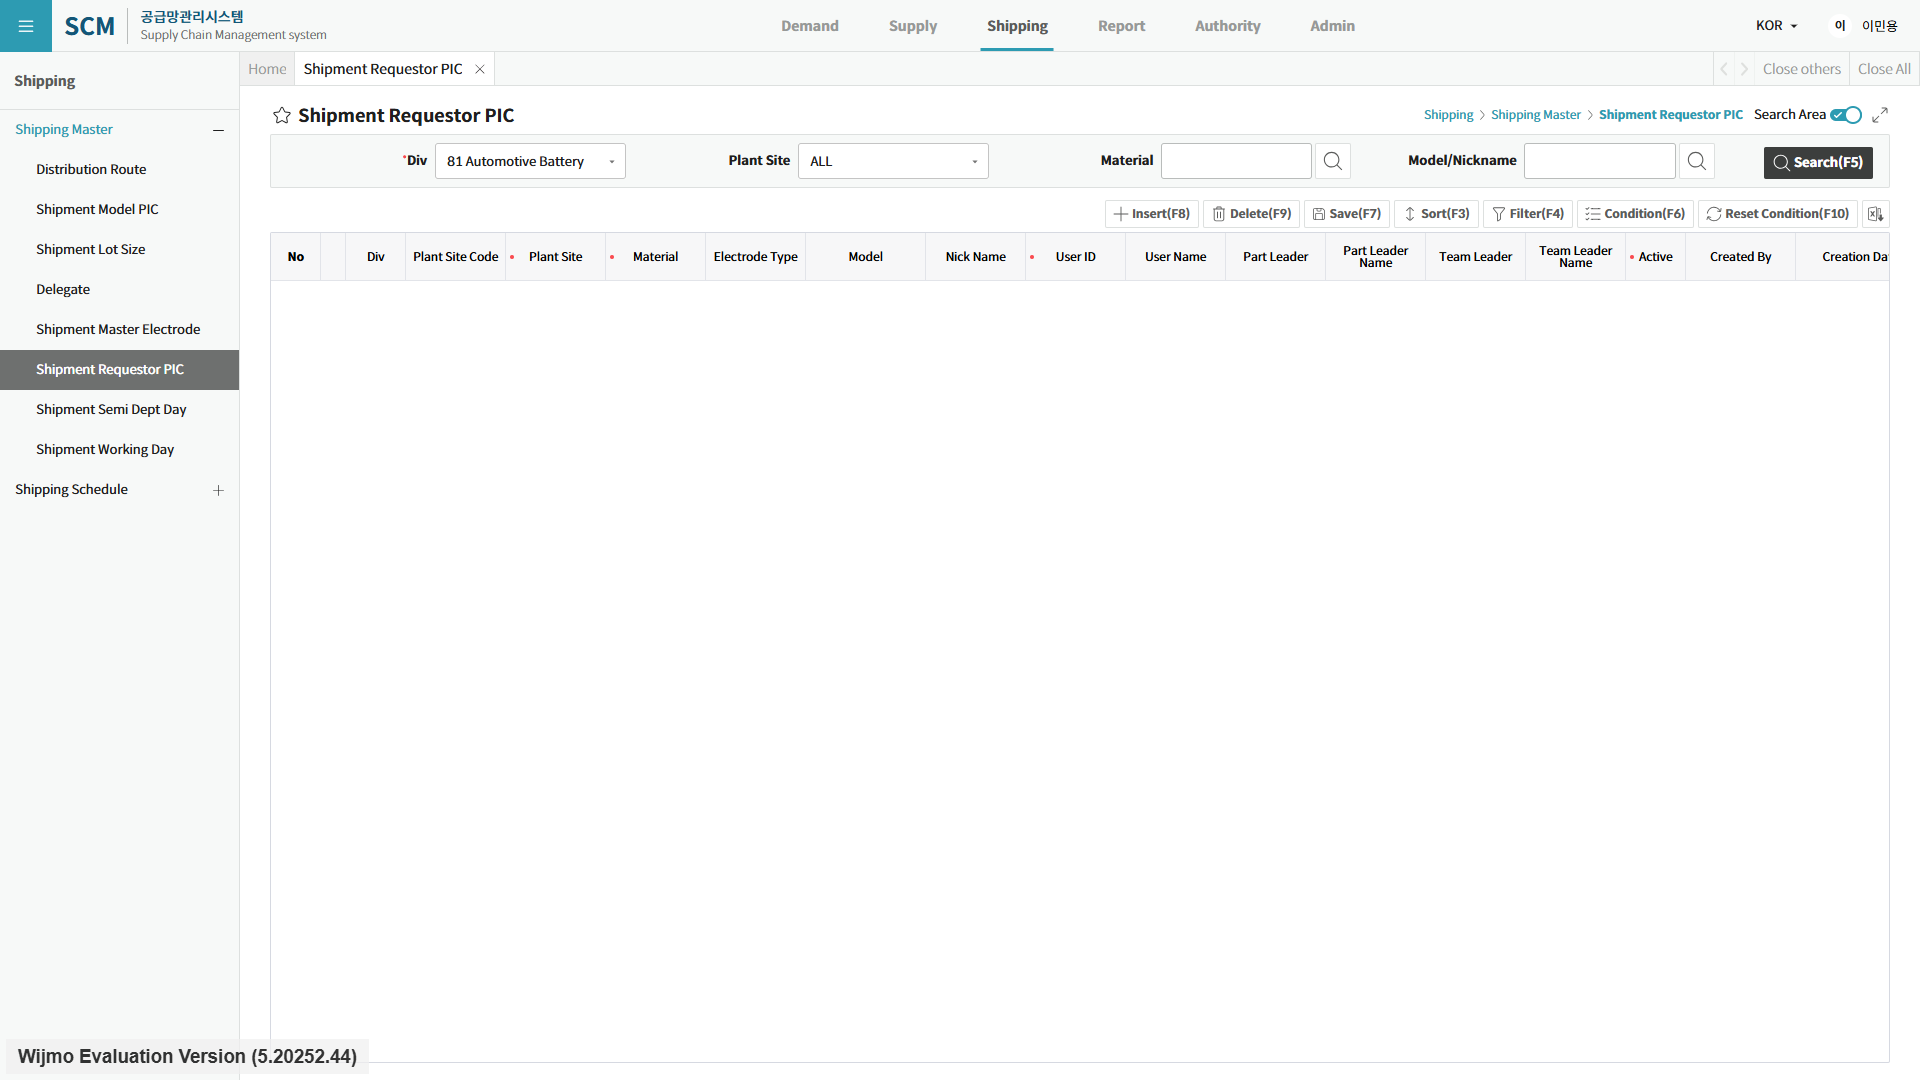 SCM
공급망관리시스템
Supply Chain Management system
Demand
Supply
Shipping
Report
Authority
Admin
KOR
이
이민용
Shipping
Home
Shipment Requestor PIC
Close others
Close All
Shipping Master
Distribution Route
Shipment Model PIC
Shipment Lot Size
Delegate
Shipment Master Electrode
Shipment Requestor PIC
Shipment Semi Dept Day
Shipment Working Day
Shipping Schedule
Shipment Requestor PIC
Shipping > Shipping Master > Shipment Requestor PIC
Search Area
*Div
81 Automotive Battery
Plant Site
ALL
Material
Model/Nickname
Search(F5)
Insert(F8)
Delete(F9)
Save(F7)
Sort(F3)
Filter(F4)
Condition(F6)
Reset Condition(F10)
No
Div
Plant Site Code
Plant Site
Material
Electrode Type
Model
Nick Name
User ID
User Name
Part Leader
Part Leader
Name
Team Leader
Team Leader
Name
Active
Created By
Creation Da
Wijmo Evaluation Version (5.20252.44)